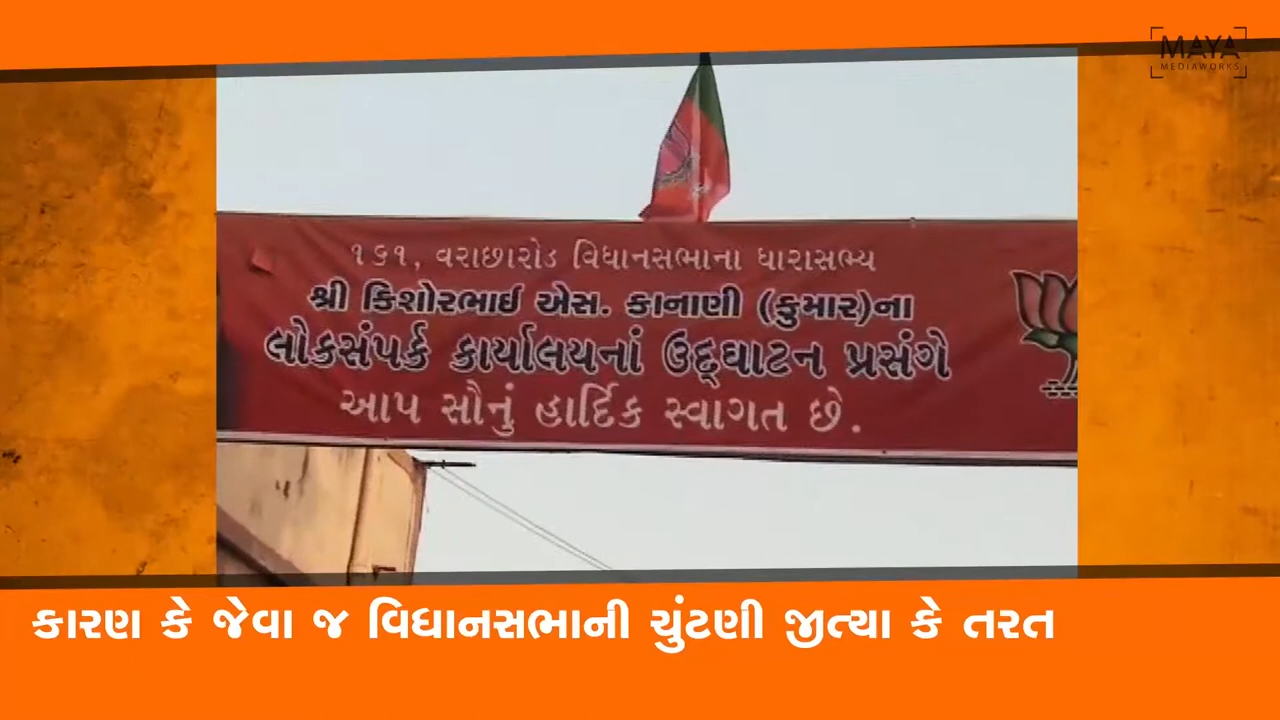 MAYA
MEDIAWORKS
૧૬૧, વરાછારોડ વિધાનસભાના ધારાસભ્ય
શ્રી કિશોરભાઈ એસ. કાનાણી (કુમાર)ના
લોકસંપર્ક કાર્યાલયનાં ઉદ્ઘાટન પ્રસંગે
આપ સૌનું હાર્દિક સ્વાગત છે.
કારણ કે જેવા જ વિધાનસભાની ચુંટણી જીત્યા કે તરત